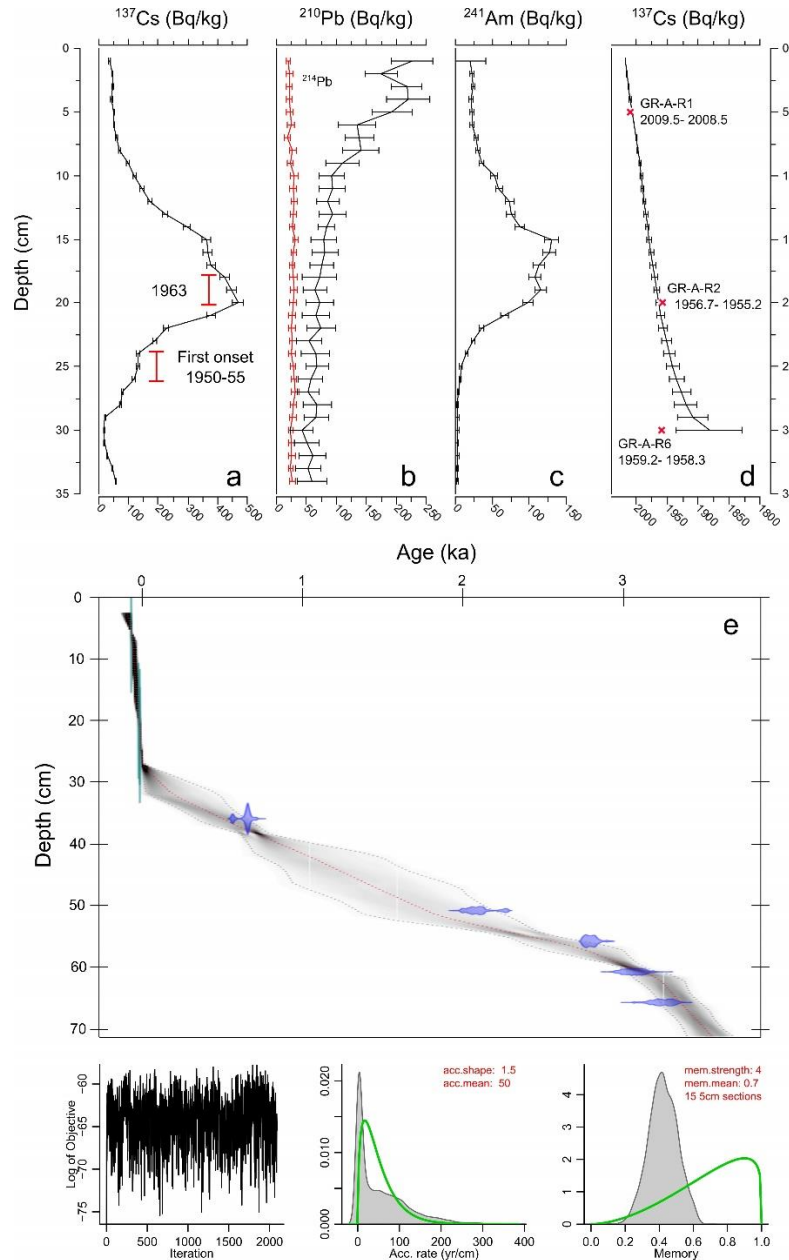 137Cs (Bq/kg) 210Pb (Bq/kg) 241Am (Bq/kg) 137Cs (Bq/kg)
Depth (cm)
0
5
10
15
20
25
30
35
1963
First onset
1950-55
a
0 100 200 300 400 500
214Pb
b
0 50 100 150 200 250
c
0 50 100 150
GR-A-R1
2009.5- 2008.5
GR-A-R2
1956.7- 1955.2
GR-A-R6
1959.2- 1958.3
d
2000 1950 1900 1850 1800
Age (ka)
0 1 2 3
e
Depth (cm)
0
10
20
30
40
50
60
70
Log of Objective
−60
−65
−70
−75
0 500 1000 1500 2000
Iteration
acc.shape: 1.5
acc.mean: 50
0.020
0.010
0.000
0 100 200 300 400
Acc. rate (yr/cm)
mem.strength: 4
mem.mean: 0.7
15 5cm sections
4
3
2
1
0
0.0 0.2 0.4 0.6 0.8 1.0
Memory